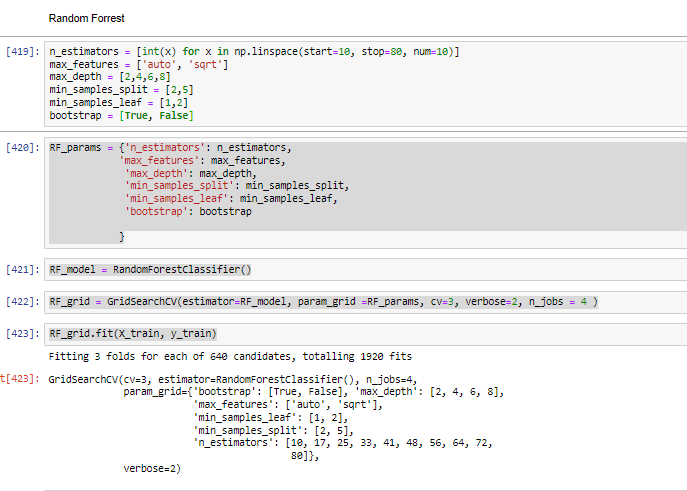 Random Forrest
[419]: n_estimators = [int(x) for x in np.linspace(start=10, stop=80, num=10)]
max_features = ['auto', 'sqrt']
max_depth = [2,4,6,8]
min_samples_split = [2,5]
min_samples_leaf = [1,2]
bootstrap = [True, False]
[420]: RF_params = {'n_estimators': n_estimators,
'max_features': max_features,
'max_depth': max_depth,
'min_samples_split': min_samples_split,
'min_samples_leaf': min_samples_leaf,
'bootstrap': bootstrap
}
[421]: RF_model = RandomForestClassifier()
[422]: RF_grid = GridSearchCV(estimator=RF_model, param_grid =RF_params, cv=3, verbose=2, n_jobs = 4 )
[423]: RF_grid.fit(X_train, y_train)
Fitting 3 folds for each of 640 candidates, totalling 1920 fits
t[423]: GridSearchCV(cv=3, estimator=RandomForestClassifier(), n_jobs=4,
param_grid={'bootstrap': [True, False], 'max_depth': [2, 4, 6, 8],
'max_features': ['auto', 'sqrt'],
'min_samples_leaf': [1, 2],
'min_samples_split': [2, 5],
'n_estimators': [10, 17, 25, 33, 41, 48, 56, 64, 72,
80]},
verbose=2)